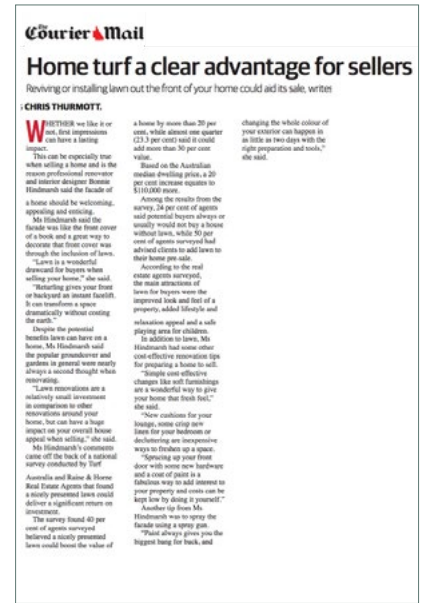 The Courier Mail
Home turf a clear advantage for sellers
Reviving or installing lawn out the front of your home could aid its sale, writes
CHRIS THURMOTT.
WHETHER we like it or
not, first impressions
can have a lasting
impact.
This can be especially true
when selling a home and is the
reason professional renovator
and interior designer Bonnie
Hindmarsh said the facade of
a home should be welcoming,
appealing and enticing.
Ms Hindmarsh said the
facade was like the front cover
of a book and a great way to
decorate that front cover was
through the inclusion of lawn.
"Lawn is a wonderful
drawcard for buyers when
selling your home," she said.
"Returfing gives your front
or backyard an instant facelift.
It can transform a space
dramatically without costing
the earth."
Despite the potential
benefits lawn can have on a
home, Ms Hindmarsh said
the popular groundcover and
gardens in general were nearly
always a second thought when
renovating.
"Lawn renovations are a
relatively small investment
in comparison to other
renovations around your
home, but can have a huge
impact on your overall house
appeal when selling," she said.
Ms Hindmarsh's comments
came off the back of a national
survey conducted by Turf
Australia and Raine & Horne
Real Estate Agents that found
a nicely presented lawn could
deliver a significant return on
investment.
The survey found 40 per
cent of agents surveyed
believed a nicely presented
lawn could boost the value of
a home by more than 20 per
cent, while almost one quarter
(23.3 per cent) said it could
add more than 30 per cent
value.
Based on the Australian
median dwelling price, a 20
per cent increase equates to
$110,000 more.
Among the results from the
survey, 24 per cent of agents
said potential buyers always or
usually would not buy a house
without lawn, while 50 per
cent of agents surveyed had
advised clients to add lawn to
their home pre-sale.
According to the real
estate agents surveyed,
the main attractions of
lawn for buyers were the
improved look and feel of a
property, added lifestyle and
relaxation appeal and a safe
playing area for children.
In addition to lawn, Ms
Hindmarsh had some other
cost-effective renovation tips
for preparing a home to sell.
"Simple cost-effective
changes like soft furnishings
are a wonderful way to give
your home that fresh feel,"
she said.
"New cushions for your
lounge, some crisp new
linen for your bedroom or
decluttering are inexpensive
ways to freshen up a space.
"Sprucing up your front
door with some new hardware
and a coat of paint is a
fabulous way to add interest to
your property and costs can be
kept low by doing it yourself."
Another tip from Ms
Hindmarsh was to spray the
facade using a spray gun.
"Paint always gives you the
biggest bang for buck, and
changing the whole colour of
your exterior can happen in
as little as two days with the
right preparation and tools,"
she said.